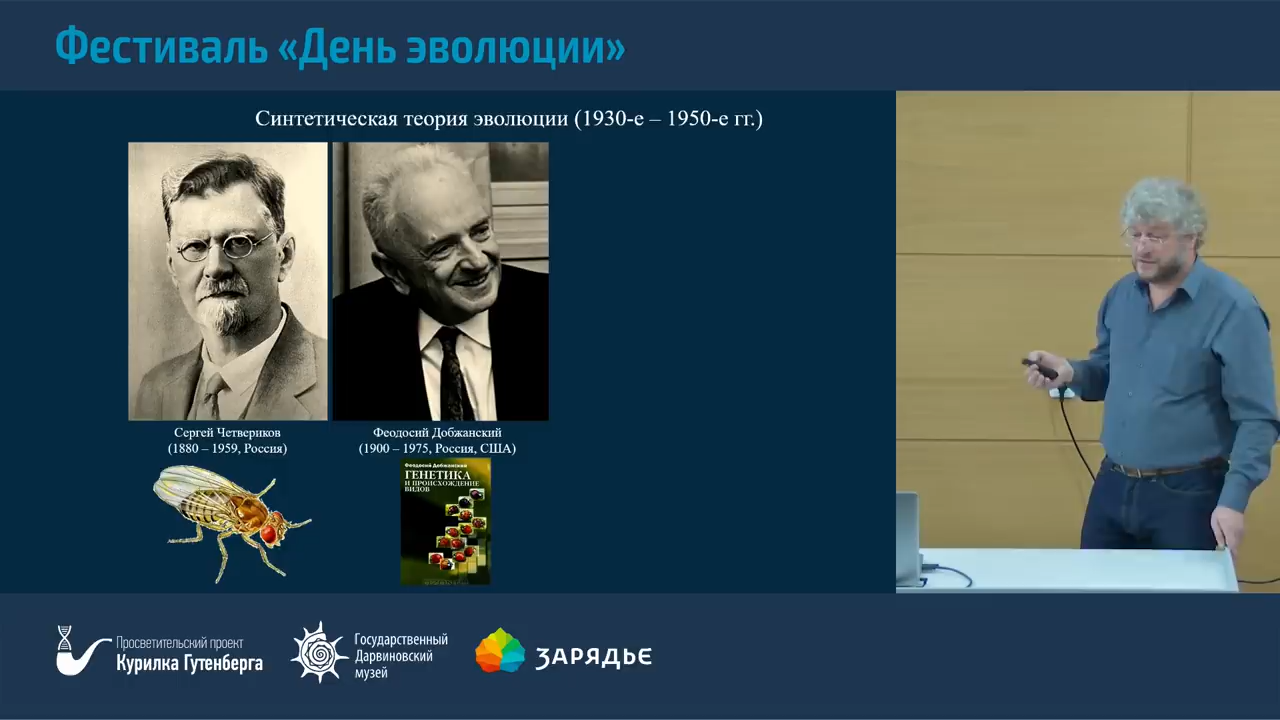 Фестиваль «День эволюции»
Синтетическая теория эволюции (1930-е – 1950-е гг.)
Сергей Четвериков
(1880 – 1959, Россия)
Феодосий Добжанский
(1900 – 1975, Россия, США)
Феодосий Добжанский
ГЕНЕТИКА
И ПРОИСХОЖДЕНИЕ
ВИДОВ
Просветительский проект
Курилка Гутенберга
Государственный
Дарвиновский
музей
ЗАРЯДЬЕ